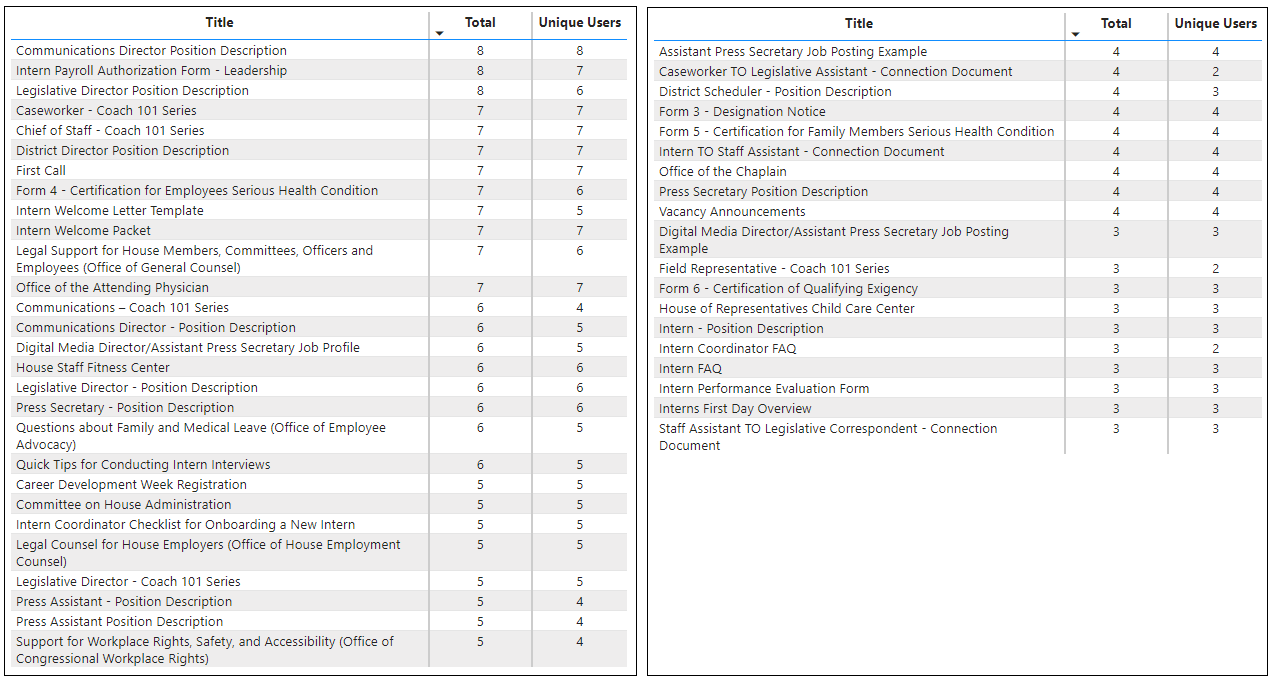 Title Total Unique Users
Communications Director Position Description 8 8
Intern Payroll Authorization Form - Leadership 8 7
Legislative Director Position Description 8 6
Caseworker - Coach 101 Series 7 7
Chief of Staff - Coach 101 Series 7 7
District Director Position Description 7 7
First Call 7 7
Form 4 - Certification for Employees Serious Health Condition 7 6
Intern Welcome Letter Template 7 5
Intern Welcome Packet 7 7
Legal Support for House Members, Committees, Officers and 7 6
Employees (Office of General Counsel)
Office of the Attending Physician 7 7
Communications – Coach 101 Series 6 4
Communications Director - Position Description 6 5
Digital Media Director/Assistant Press Secretary Job Profile 6 5
House Staff Fitness Center 6 6
Legislative Director - Position Description 6 6
Press Secretary - Position Description 6 6
Questions about Family and Medical Leave (Office of Employee 6 5
Advocacy)
Quick Tips for Conducting Intern Interviews 6 5
Career Development Week Registration 5 5
Committee on House Administration 5 5
Intern Coordinator Checklist for Onboarding a New Intern 5 5
Legal Counsel for House Employers (Office of House Employment 5 5
Counsel)
Legislative Director - Coach 101 Series 5 5
Press Assistant - Position Description 5 4
Press Assistant Position Description 5 4
Support for Workplace Rights, Safety, and Accessibility (Office of 5 4
Congressional Workplace Rights)
Title Total Unique Users
Assistant Press Secretary Job Posting Example 4 4
Caseworker TO Legislative Assistant - Connection Document 4 2
District Scheduler - Position Description 4 3
Form 3 - Designation Notice 4 4
Form 5 - Certification for Family Members Serious Health Condition 4 4
Intern TO Staff Assistant - Connection Document 4 4
Office of the Chaplain 4 4
Press Secretary Position Description 4 4
Vacancy Announcements 4 4
Digital Media Director/Assistant Press Secretary Job Posting 3 3
Example
Field Representative - Coach 101 Series 3 2
Form 6 - Certification of Qualifying Exigency 3 3
House of Representatives Child Care Center 3 3
Intern - Position Description 3 3
Intern Coordinator FAQ 3 2
Intern FAQ 3 3
Intern Performance Evaluation Form 3 3
Interns First Day Overview 3 3
Staff Assistant TO Legislative Correspondent - Connection 3 3
Document